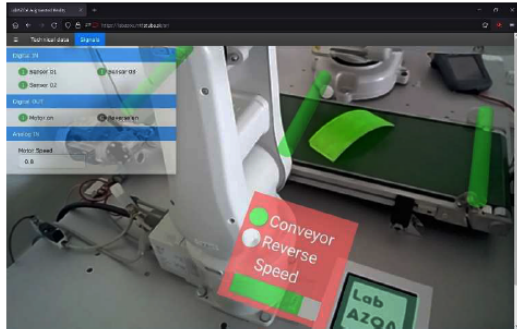 Technical data Signals
Digital IN
Sensor 01
Sensor 03
Sensor 02
Digital OUT
Motor on
Reverse on
Analog IN
Motor Speed
0,8
Conveyor
Reverse
Speed
Lab
AZQA